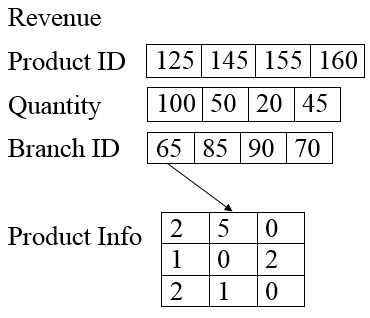 Revenue
Product ID 125 145 155 160
Quantity 100 50 20 45
Branch ID 65 85 90 70
2 5 0
Product Info 1 0 2
2 1 0